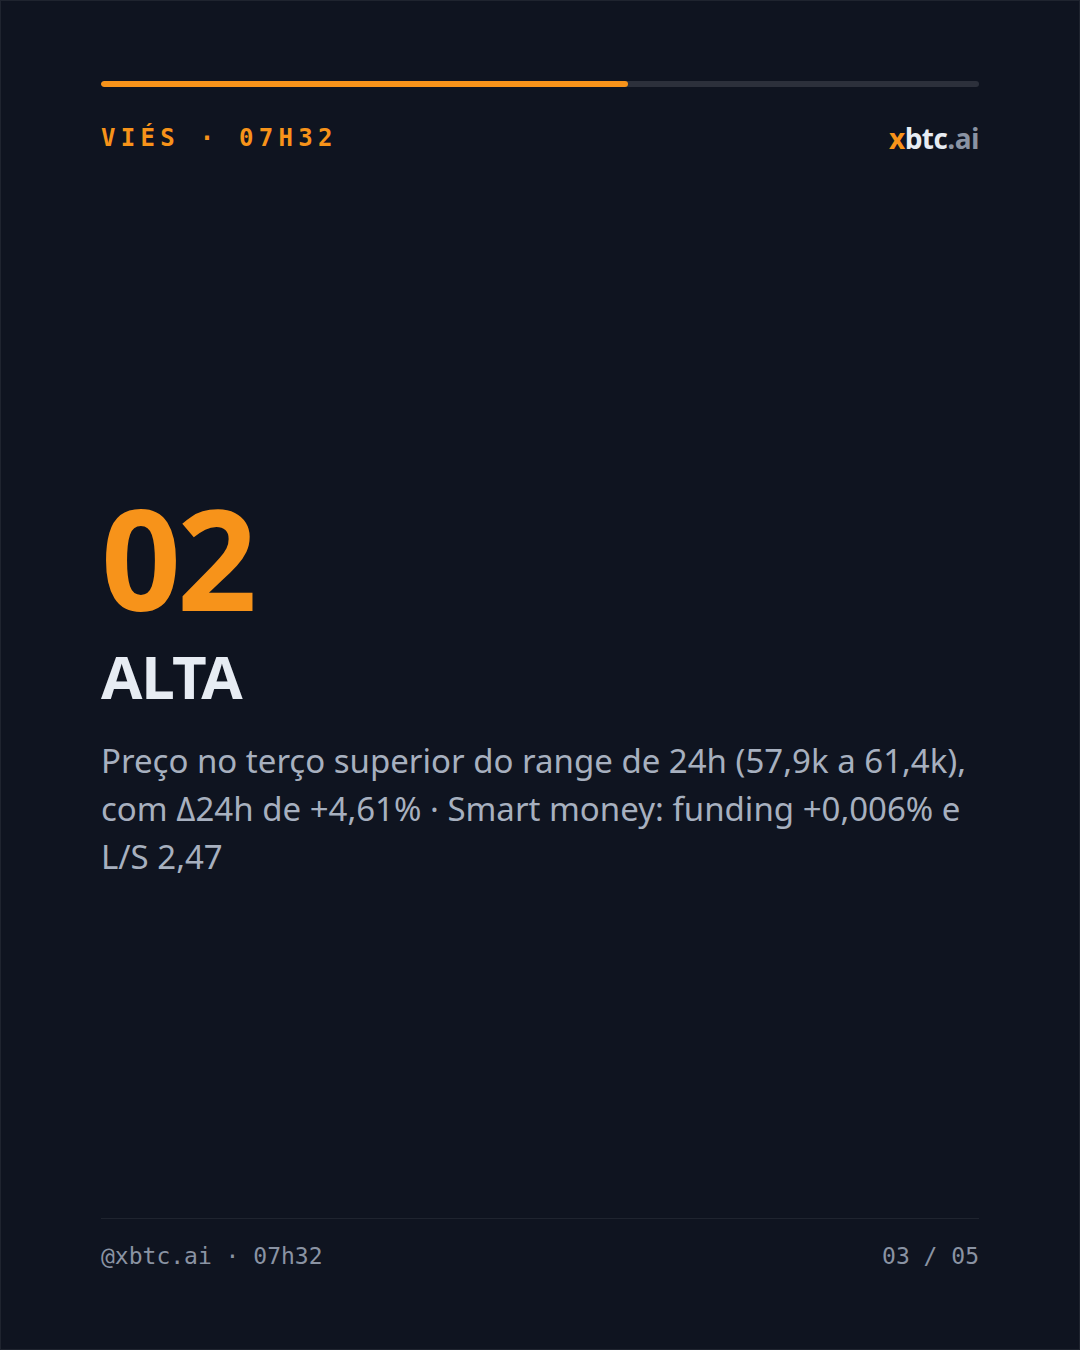 VIÉS · 07H32
xbtc.ai
02
ALTA
Preço no terço superior do range de 24h (57,9k a 61,4k),
com Δ24h de +4,61% · Smart money: funding +0,006% e
L/S 2,47
@xbtc.ai · 07h32
03 / 05